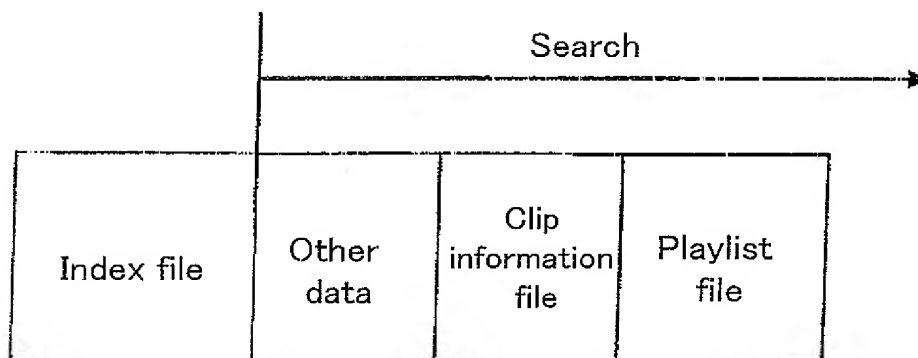 Search
Index file
Other
data
Clip
information
file
Playlist
file